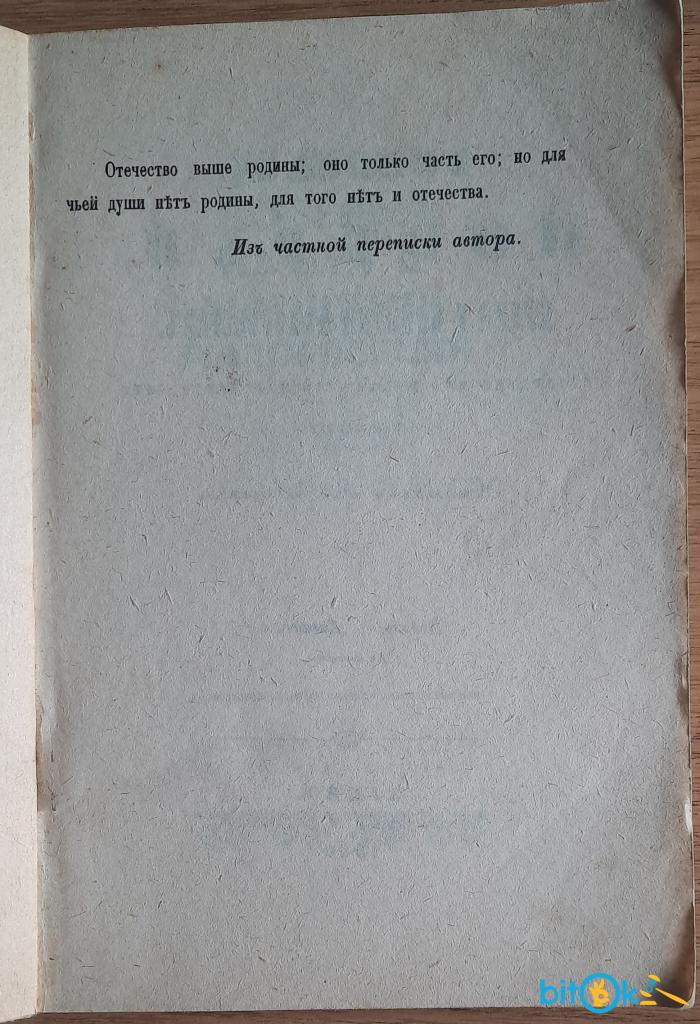 Отечество выше родины; оно только часть его; но для
чьей души нѣтъ родины, для того нѣтъ и отечества.
Изъ частной переписки автора.
bitok